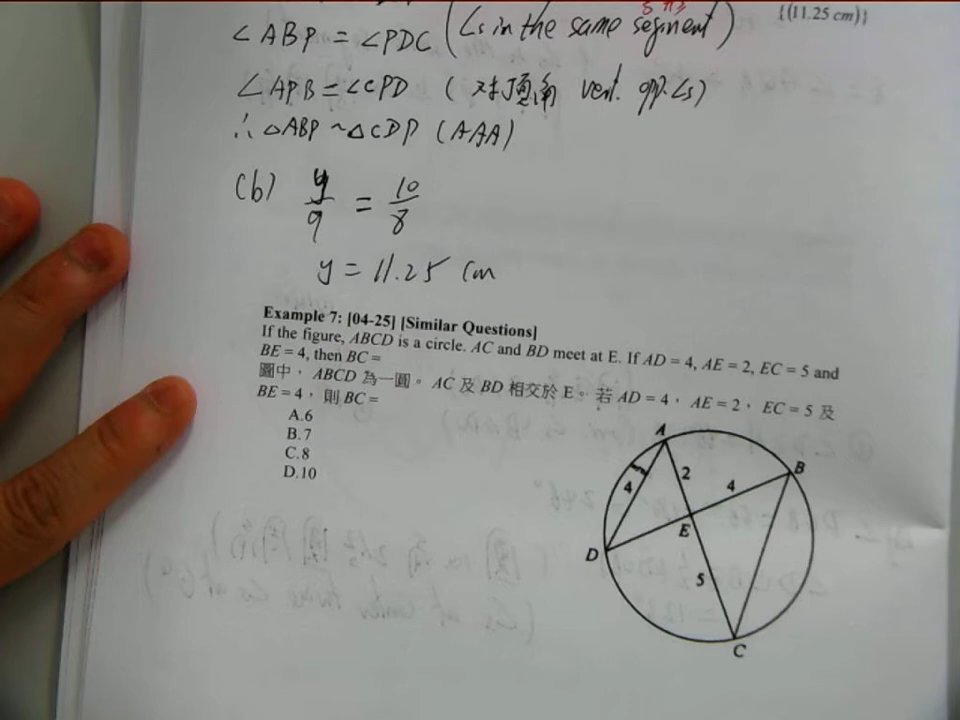 {(11.25 cm)}
∠ABP = ∠PDC (∠s in the same segment)
∠APB = ∠CPD (对顶角 vert. opp. ∠s)
∴ △ABP ~ △CDP (AAA)
(b) y/9 = 10/8
y = 11.25 cm
Example 7: [04-25] [Similar Questions]
If the figure, ABCD is a circle. AC and BD meet at E. If AD = 4, AE = 2, EC = 5 and
BE = 4, then BC =
圖中，ABCD 為一圓。AC 及 BD 相交於 E。若 AD = 4，AE = 2，EC = 5 及
BE = 4，則 BC =
A.6
B.7
C.8
D.10
A
B
2
4
4
E
D
5
C